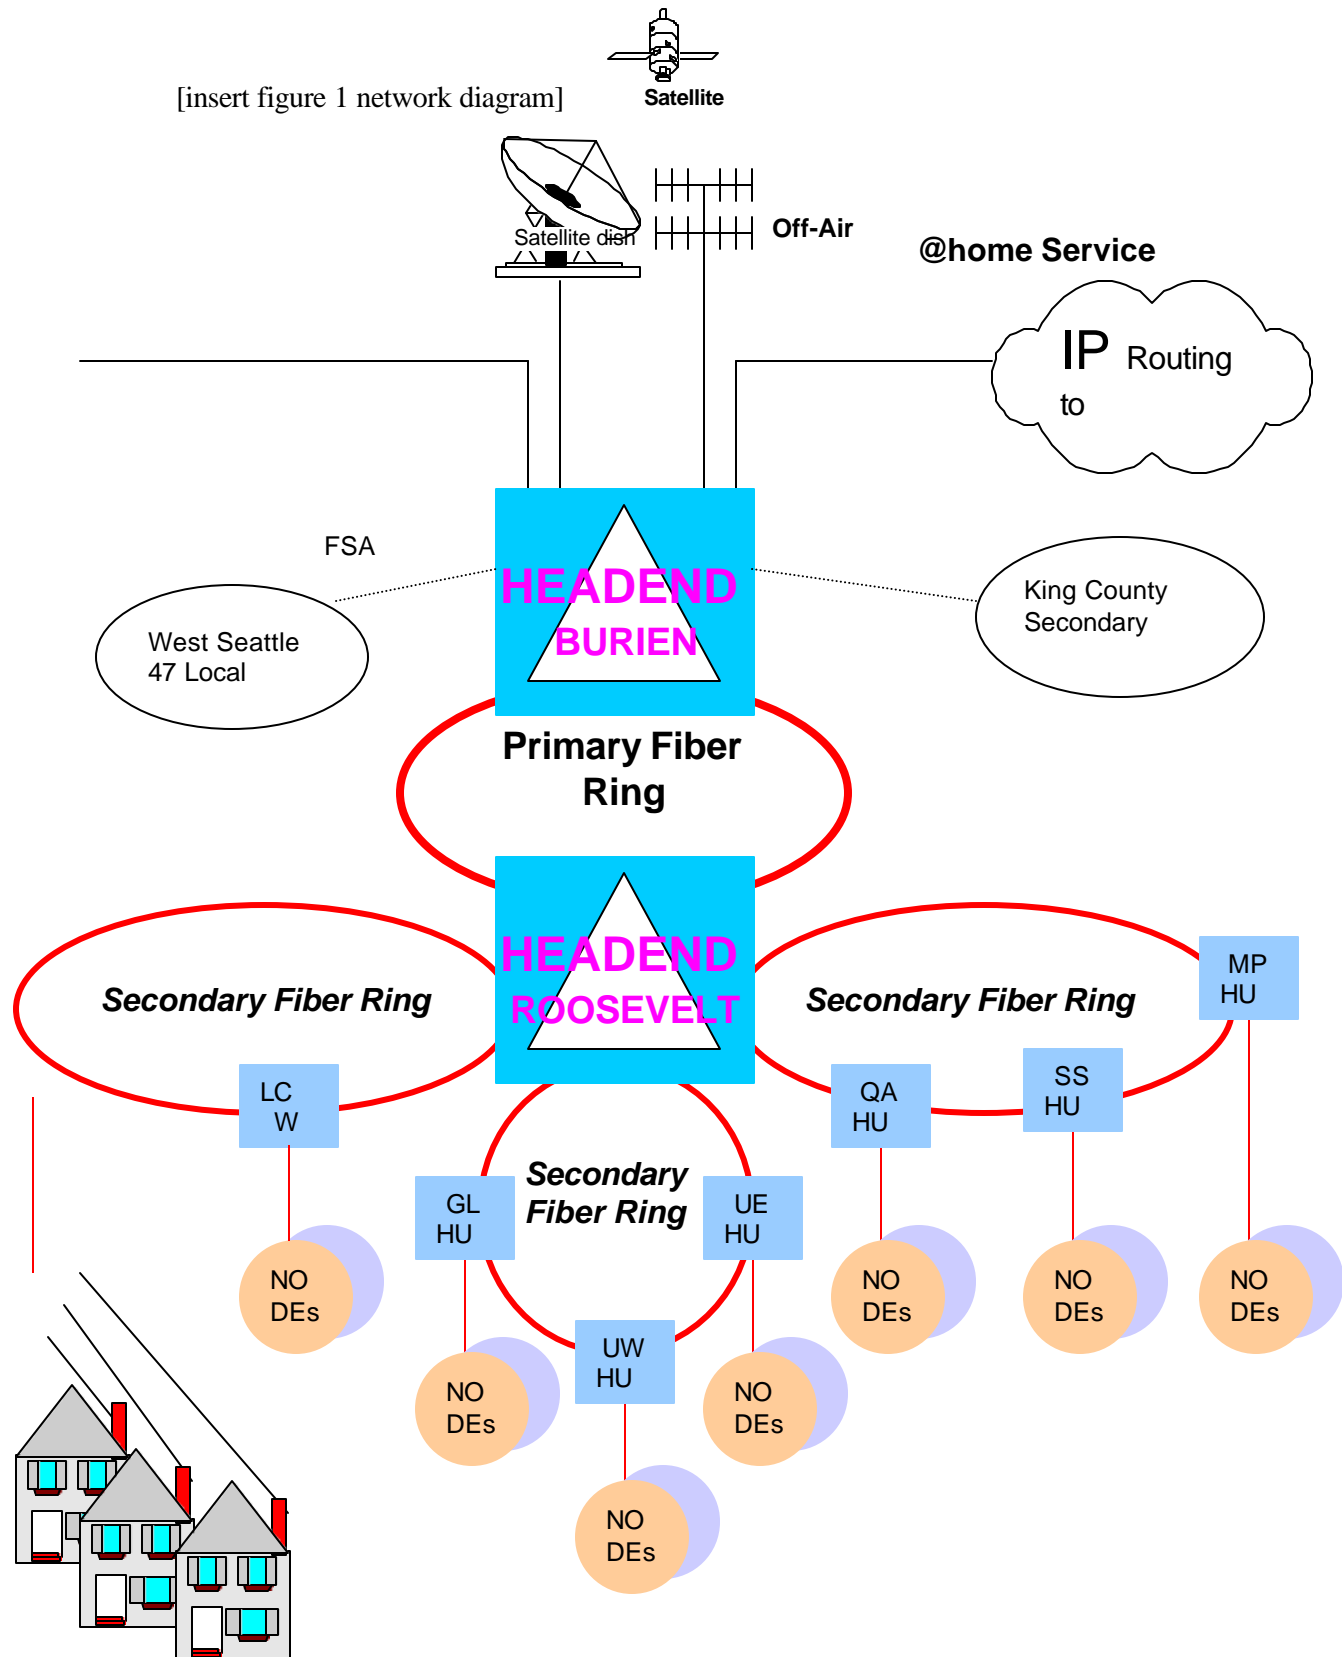 [insert figure 1 network diagram]
Satellite
Satellite dish
Off-Air
@home Service
IP Routing
to
FSA
HEADEND
BURIEN
West Seattle
47 Local
King County
Secondary
Primary Fiber
Ring
HEADEND
ROOSEVELT
Secondary Fiber Ring
Secondary Fiber Ring
MP
HU
LC
W
QA
HU
SS
HU
Secondary
Fiber Ring
GL
HU
UE
HU
UW
HU
NO
DEs
NO
DEs
NO
DEs
NO
DEs
NO
DEs
NO
DEs
NO
DEs